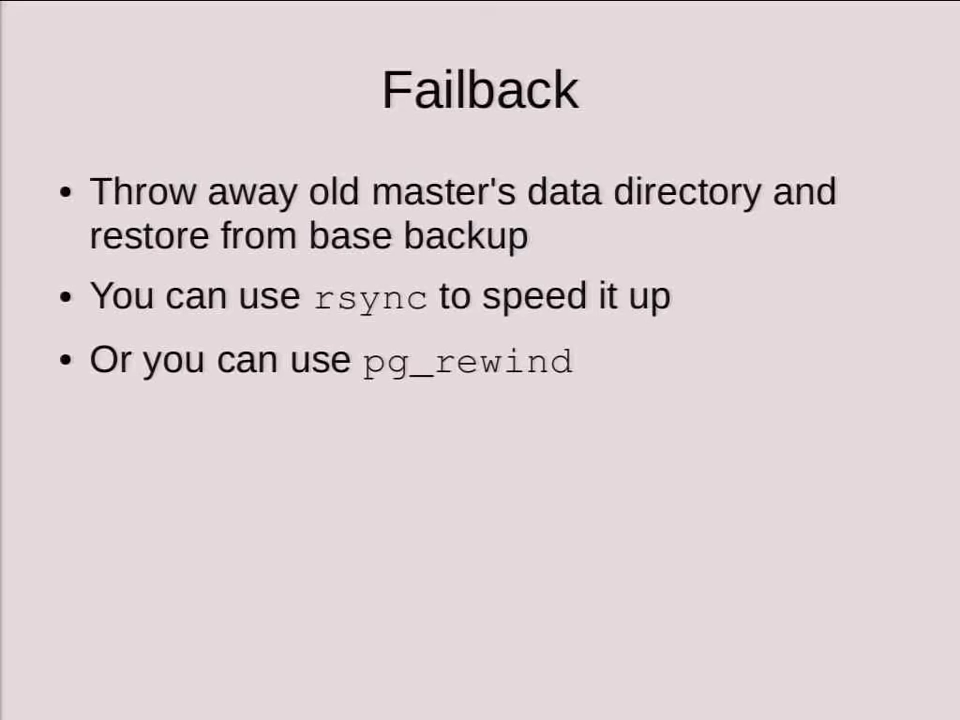 Failback
• Throw away old master's data directory and
restore from base backup
• You can use rsync to speed it up
• Or you can use pg_rewind